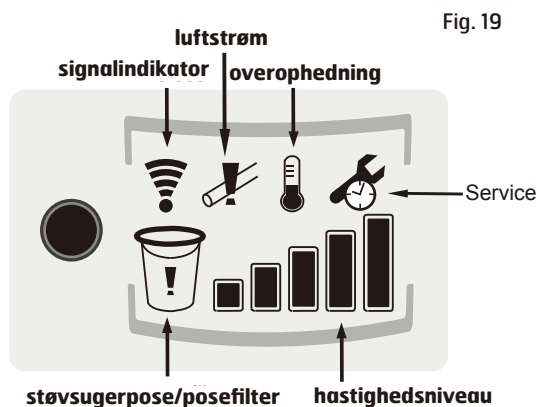 Fig. 19
luftstrøm
signalindikator
overophedning
Service
støvsugerpose/posefilter
hastighedsniveau